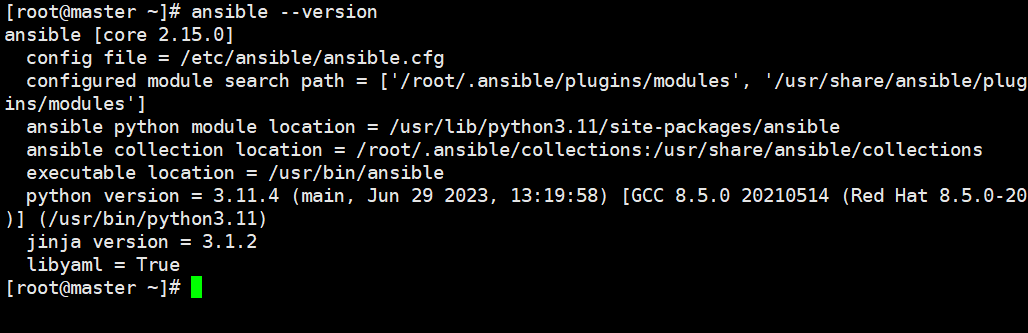 [root@master ~]# ansible --version
ansible [core 2.15.0]
  config file = /etc/ansible/ansible.cfg
  configured module search path = ['/root/.ansible/plugins/modules', '/usr/share/ansible/plug
ins/modules']
  ansible python module location = /usr/lib/python3.11/site-packages/ansible
  ansible collection location = /root/.ansible/collections:/usr/share/ansible/collections
  executable location = /usr/bin/ansible
  python version = 3.11.4 (main, Jun 29 2023, 13:19:58) [GCC 8.5.0 20210514 (Red Hat 8.5.0-20
)] (/usr/bin/python3.11)
  jinja version = 3.1.2
  libyaml = True
[root@master ~]#